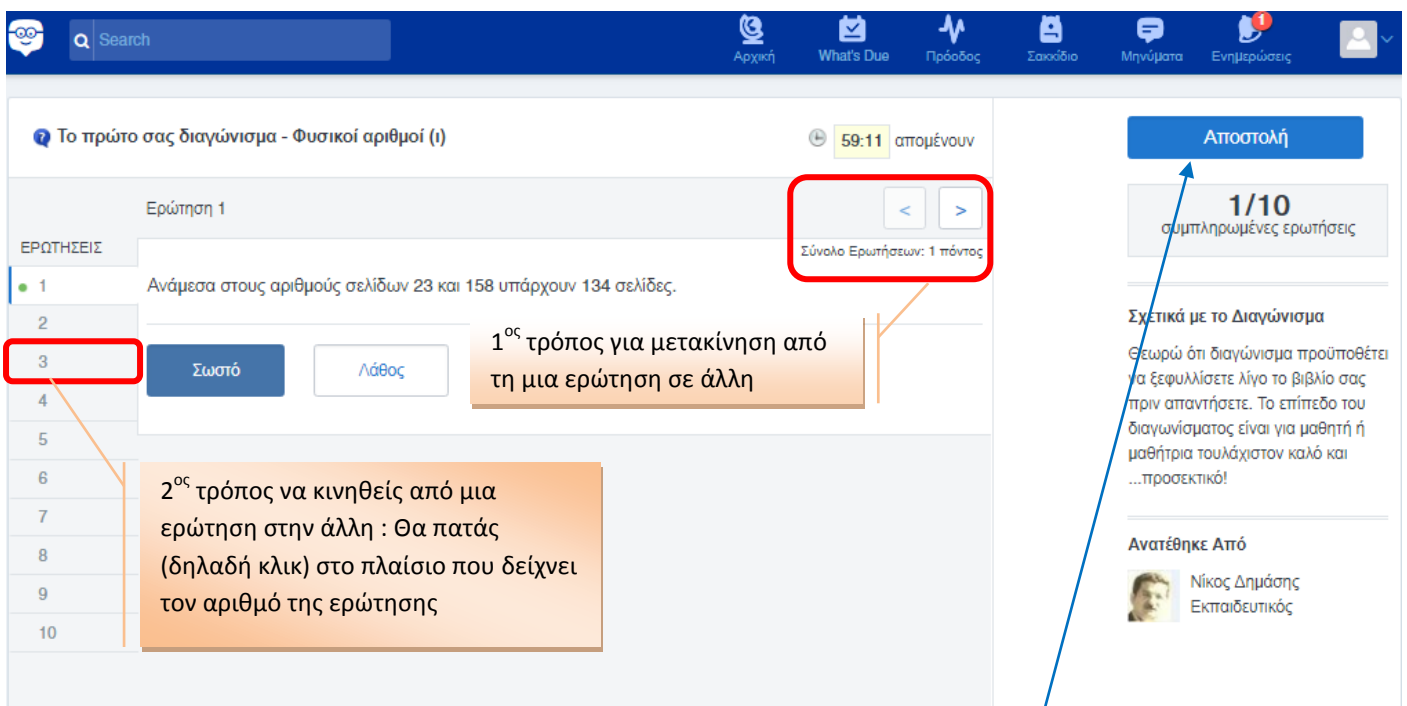 Search
Αρχική
What's Due
Πρόοδος
Σακκίδιο
Μηνύματα
1
Ενημερώσεις
Το πρώτο σας διαγώνισμα - Φυσικοί αριθμοί (ι)
59:11 απομένουν
Ερώτηση 1
< >
Σύνολο Ερωτήσεων: 1 πόντος
ΕΡΩΤΗΣΕΙΣ
1
2
3
4
5
6
7
8
9
10
Ανάμεσα στους αριθμούς σελίδων 23 και 158 υπάρχουν 134 σελίδες.
Σωστό
Λάθος
1ος τρόπος για μετακίνηση από
τη μια ερώτηση σε άλλη
2ος τρόπος να κινηθείς από μια
ερώτηση στην άλλη : Θα πατάς
(δηλαδή κλικ) στο πλαίσιο που δείχνει
τον αριθμό της ερώτησης
Αποστολή
1/10
συμπληρωμένες ερωτήσεις
Σχετικά με το Διαγώνισμα
Θεωρώ ότι διαγώνισμα προϋποθέτει
να ξεφυλλίσετε λίγο το βιβλίο σας
πριν απαντήσετε. Το επίπεδο του
διαγωνίσματος είναι για μαθητή ή
μαθήτρια τουλάχιστον καλό και
...προσεκτικό!
Ανατέθηκε Από
Νίκος Δημάσης
Εκπαιδευτικός